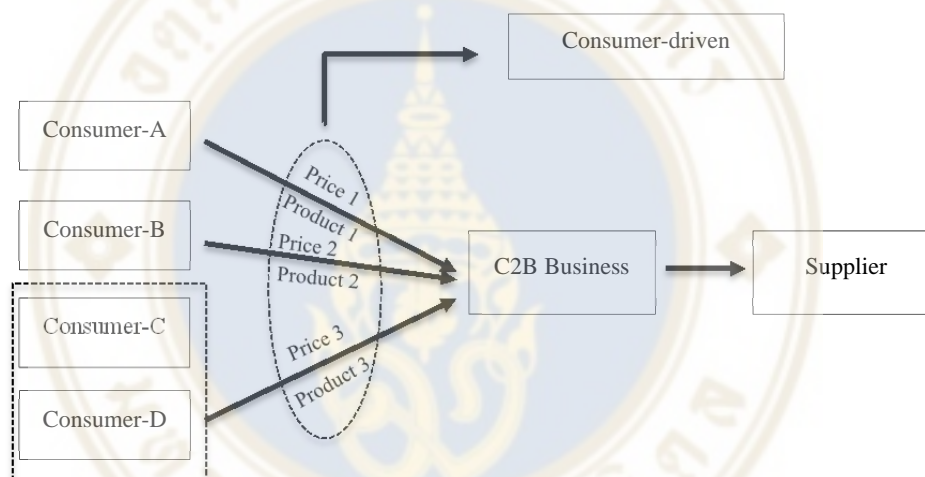 Consumer-driven
Consumer-A
Price 1
Product 1
Consumer-B
Price 2
Product 2
C2B Business
Supplier
Consumer-C
Price 3
Product 3
Consumer-D